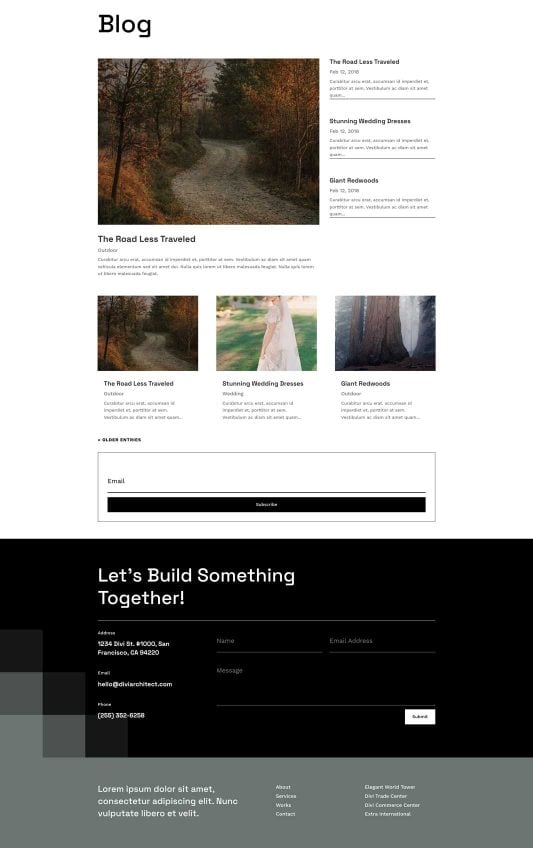 Blog
The Road Less Traveled
Feb 12, 2018
Curabitur arcu erat, accumsan id imperdiet et,
porttitor at sem. Vestibulum ac diam sit amet
quam...
Stunning Wedding Dresses
Feb 12, 2018
Curabitur arcu erat, accumsan id imperdiet et,
porttitor at sem. Vestibulum ac diam sit amet
quam...
Giant Redwoods
Feb 12, 2018
Curabitur arcu erat, accumsan id imperdiet et,
porttitor at sem. Vestibulum ac diam sit amet
quam...
The Road Less Traveled
Outdoor
Curabitur arcu erat, accumsan id imperdiet et, porttitor at sem. Vestibulum ac diam sit amet quam
vehicula elementum sed sit amet dui. Nulla quis lorem ut libero malesuada feugiat. Nulla quis lorem
ut libero malesuada feugiat.
The Road Less Traveled
Outdoor
Curabitur arcu erat, accumsan id
imperdiet et, porttitor at sem.
Vestibulum ac diam sit amet quam...
Stunning Wedding Dresses
Wedding
Curabitur arcu erat, accumsan id
imperdiet et, porttitor at sem.
Vestibulum ac diam sit amet quam...
Giant Redwoods
Outdoor
Curabitur arcu erat, accumsan id
imperdiet et, porttitor at sem.
Vestibulum ac diam sit amet quam...
« OLDER ENTRIES
Email
Subscribe
Let's Build Something
Together!
Address
1234 Divi St. #1000, San
Francisco, CA 94220
Email
hello@diviarchitect.com
Phone
(255) 352-6258
Name
Email Address
Message
Submit
Lorem ipsum dolor sit amet,
consectetur adipiscing elit. Nunc
vulputate libero et velit.
About
Services
Works
Contact
Elegant World Tower
Divi Trade Center
Divi Commerce Center
Extra International